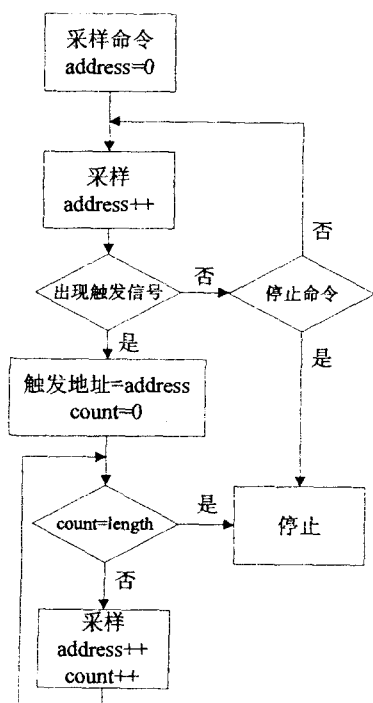 采样命令
address=0
采样
address++
否
出现触发信号
否
停止命令
是
是
触发地址=address
count=0
是
count=length
停止
否
采样
address++
count++